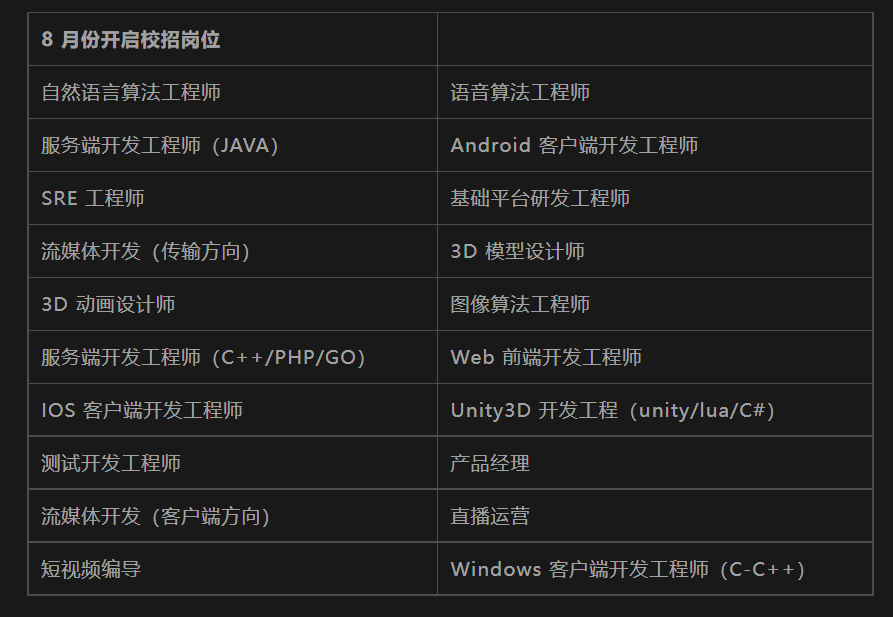 8 月份开启校招岗位
自然语言算法工程师 语音算法工程师
服务端开发工程师（JAVA） Android 客户端开发工程师
SRE 工程师 基础平台研发工程师
流媒体开发（传输方向） 3D 模型设计师
3D 动画设计师 图像算法工程师
服务端开发工程师（C++/PHP/GO） Web 前端开发工程师
IOS 客户端开发工程师 Unity3D 开发工程（unity/lua/C#）
测试开发工程师 产品经理
流媒体开发（客户端方向） 直播运营
短视频编导 Windows 客户端开发工程师（C-C++）